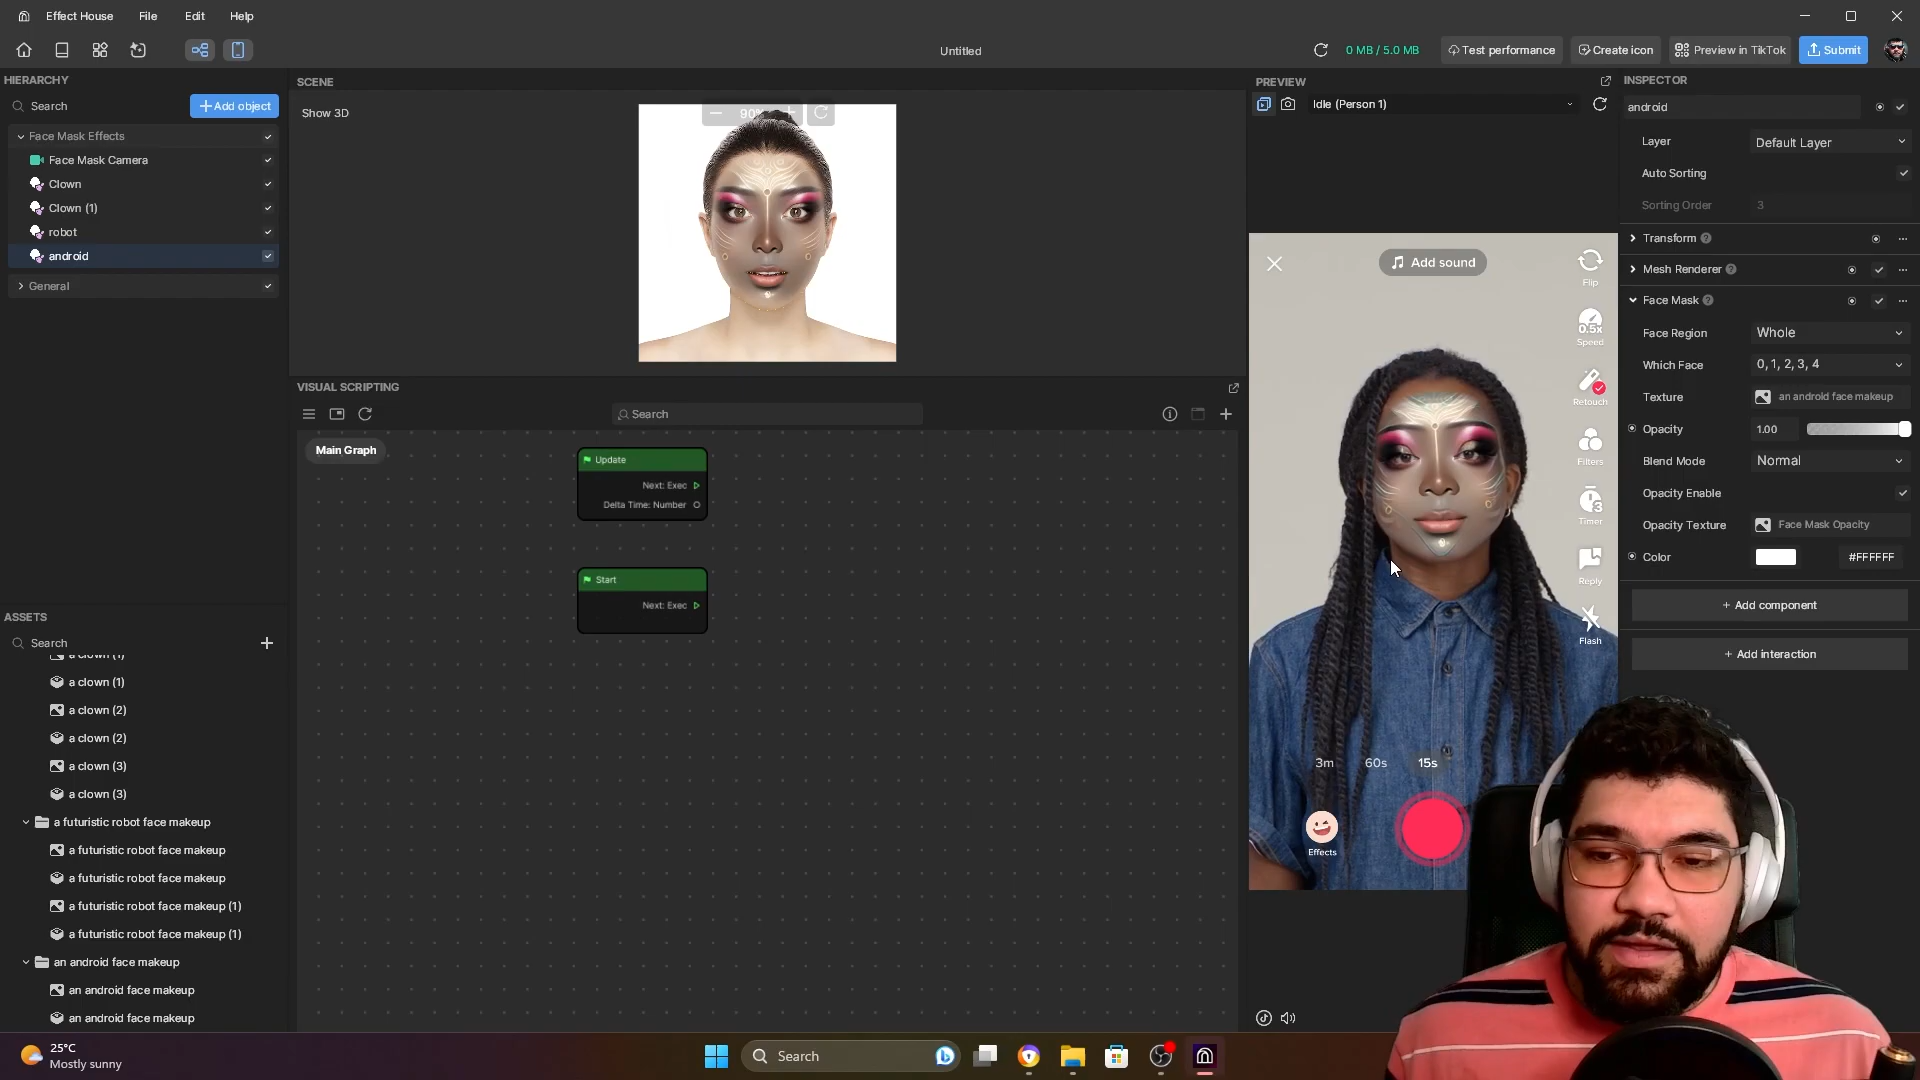 Effect House File Edit Help
Untitled
0 MB / 5.0 MB
Test performance
Create icon
Preview in TikTok
Submit
HIERARCHY
Search
Add object
Face Mask Effects
Face Mask Camera
Clown
Clown (1)
robot
android
General
SCENE
Show 3D
90%
VISUAL SCRIPTING
Search
Main Graph
Update
Next: Exec
Delta Time: Number
Start
Next: Exec
ASSETS
Search
a clown (1)
a clown (1)
a clown (2)
a clown (2)
a clown (3)
a clown (3)
a futuristic robot face makeup
a futuristic robot face makeup
a futuristic robot face makeup
a futuristic robot face makeup (1)
a futuristic robot face makeup (1)
an android face makeup
an android face makeup
an android face makeup
PREVIEW
Idle (Person 1)
Add sound
Flip
0.5x
Speed
Retouch
Filters
3
Timer
Reply
Flash
3m 60s 15s
Effects
INSPECTOR
android
Layer Default Layer
Auto Sorting
Sorting Order 3
Transform
Mesh Renderer
Face Mask
Face Region Whole
Which Face 0, 1, 2, 3, 4
Texture an android face makeup
Opacity 1.00
Blend Mode Normal
Opacity Enable
Opacity Texture Face Mask Opacity
Color #FFFFFF
+ Add component
+ Add interaction
25°C
Mostly sunny
Search